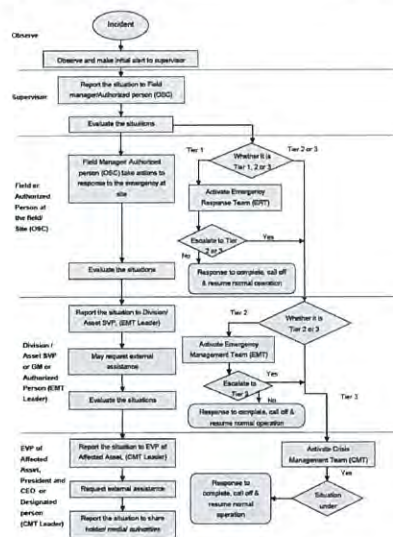 Incident
Observe
Observe and make initial alert to supervisor
Supervisor
Report the situation to Field
manager/Authorized person (OSC)
Evaluate the situations
Field or
Authorized
Person at
the field/
Site (OSC)
Field Manager/ Authorized
person (OSC) take actions to
response to the emergency at
site
Evaluate the situations
Tier 1
Whether it is
Tier 1, 2 or 3
Tier 2 or 3
Activate Emergency
Response Team (ERT)
Escalate to Tier
2 or 3
Yes
No
Response to complete, call off
& resume normal operation
Division /
Asset SVP
or GM or
Authorized
Person (EMT
Leader)
Report the situation to Division/
Asset SVP, (EMT Leader)
May request external
assistance
Evaluate the situations
Tier 2
Whether it is
Tier 2 or 3
Activate Emergency
Management Team (EMT)
Escalate to
Tier 3
Yes
No
Tier 3
Response to complete, call off &
resume normal operation
EVP of
Affected
Asset,
President and
CEO or
Designated
person
(CMT Leader)
Report the situation to EVP of
Affected Asset, (CMT Leader)
Request external assistance
Report the situation to share
holder/ media/ authorities
Activate Crisis
Management Team (CMT)
Yes
Situation
under
Response to
complete, call off &
resume normal
operation